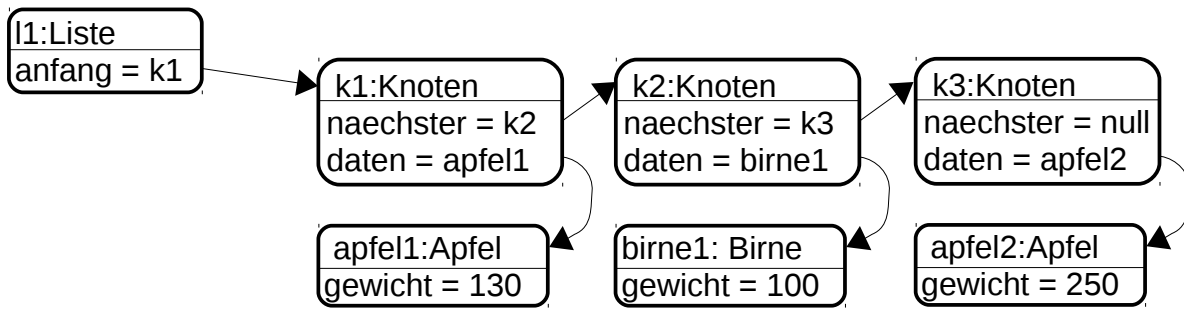 l1:Liste
anfang = k1
k1:Knoten
naechster = k2
daten = apfel1
k2:Knoten
naechster = k3
daten = birne1
k3:Knoten
naechster = null
daten = apfel2
apfel1:Apfel
gewicht = 130
birne1: Birne
gewicht = 100
apfel2:Apfel
gewicht = 250